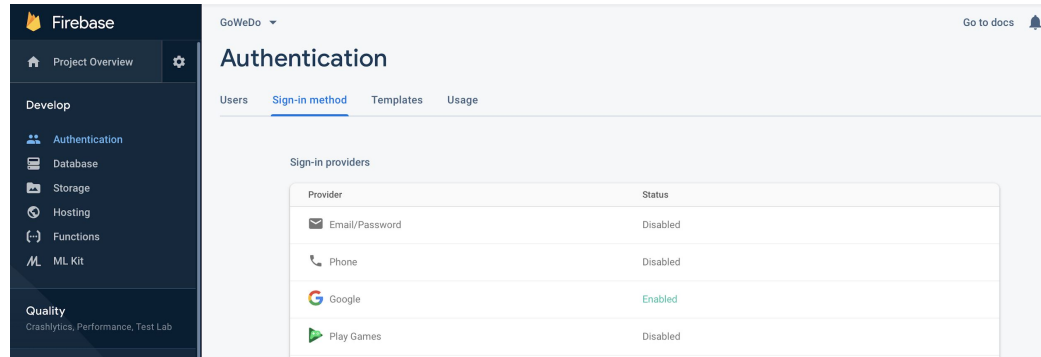 Firebase
Project Overview
Develop
Authentication
Database
Storage
Hosting
Functions
ML Kit
Quality
Crashlytics, Performance, Test Lab
GoWeDo
Go to docs
Authentication
Users Sign-in method Templates Usage
Sign-in providers
Provider Status
Email/Password Disabled
Phone Disabled
Google Enabled
Play Games Disabled